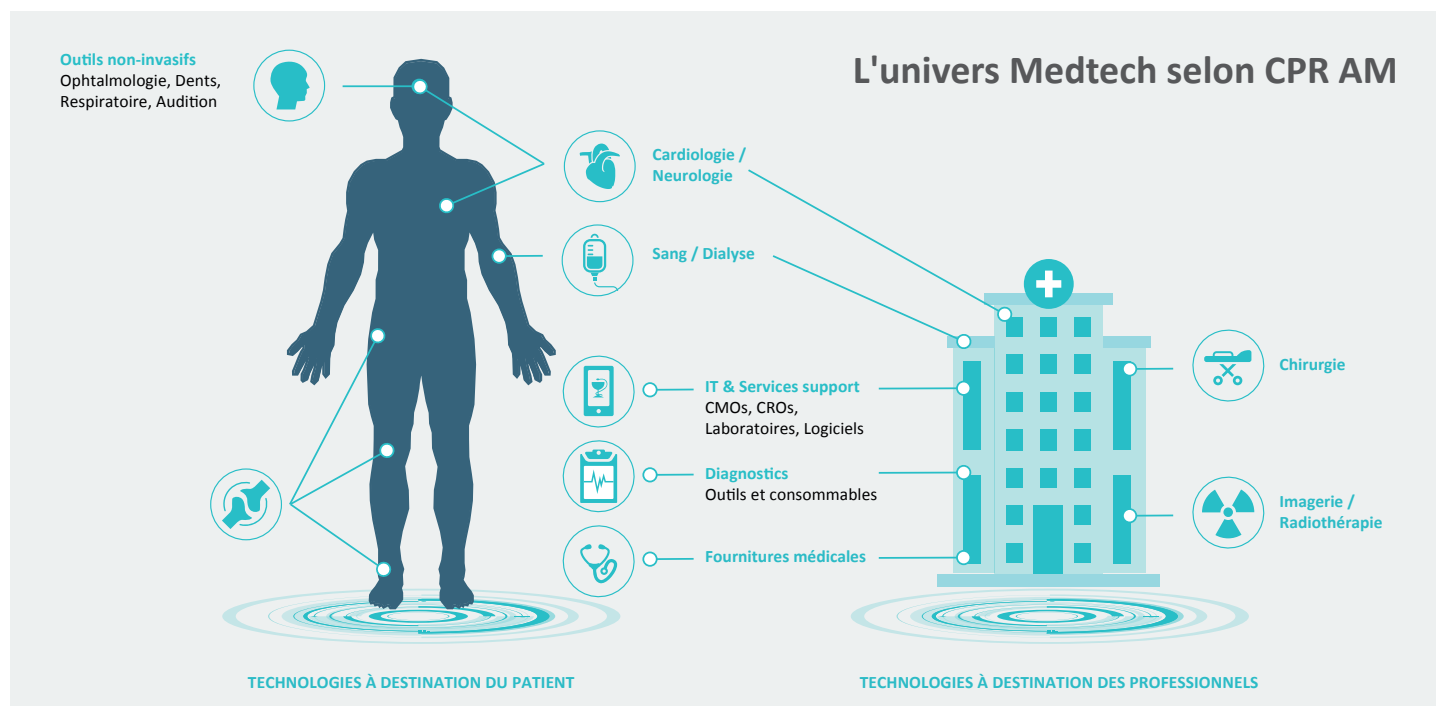 L'univers Medtech selon CPR AM
Outils non-invasifs
Ophtalmologie, Dents,
Respiratoire, Audition
Cardiologie /
Neurologie
Sang / Dialyse
IT & Services support
CMOs, CROs,
Laboratoires, Logiciels
Diagnostics
Outils et consommables
Fournitures médicales
Chirurgie
Imagerie /
Radiothérapie
TECHNOLOGIES À DESTINATION DU PATIENT
TECHNOLOGIES À DESTINATION DES PROFESSIONNELS